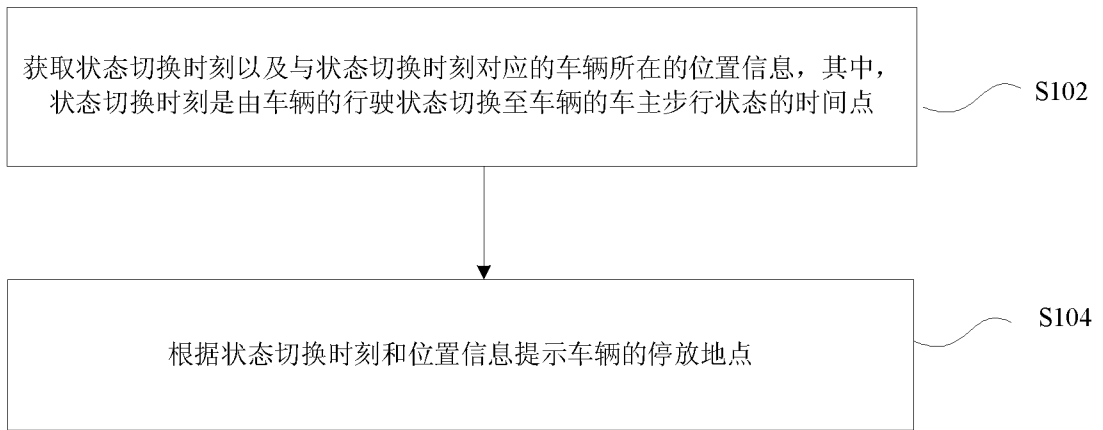 获取状态切换时刻以及与状态切换时刻对应的车辆所在的位置信息，其中，
状态切换时刻是由车辆的行驶状态切换至车辆的车主步行状态的时间点
S102
根据状态切换时刻和位置信息提示车辆的停放地点
S104